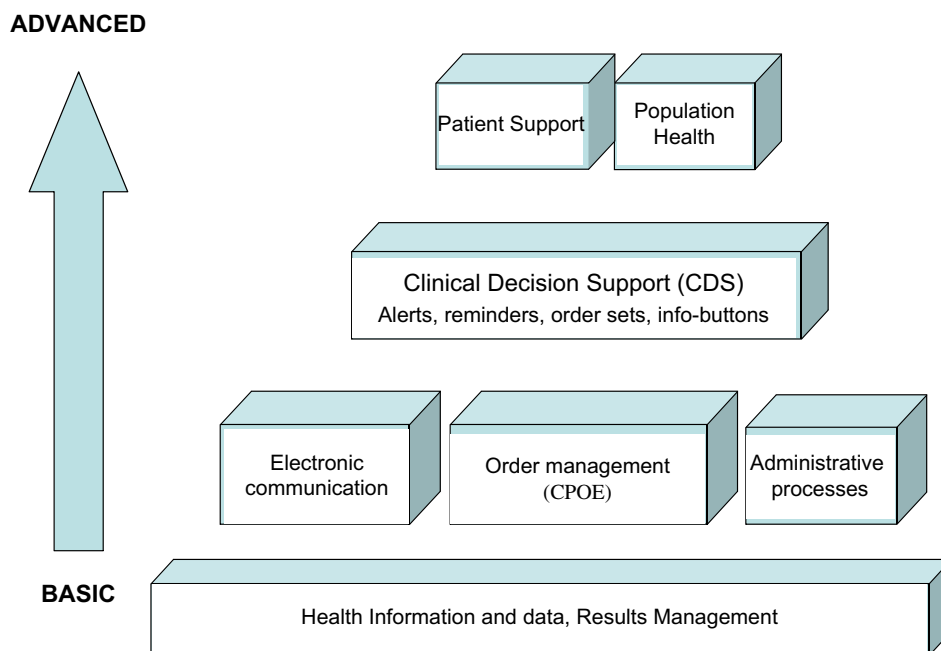 ADVANCED
Patient Support
Population
Health
Clinical Decision Support (CDS)
Alerts, reminders, order sets, info-buttons
Electronic
communication
Order management
(CPOE)
Administrative
processes
BASIC
Health Information and data, Results Management